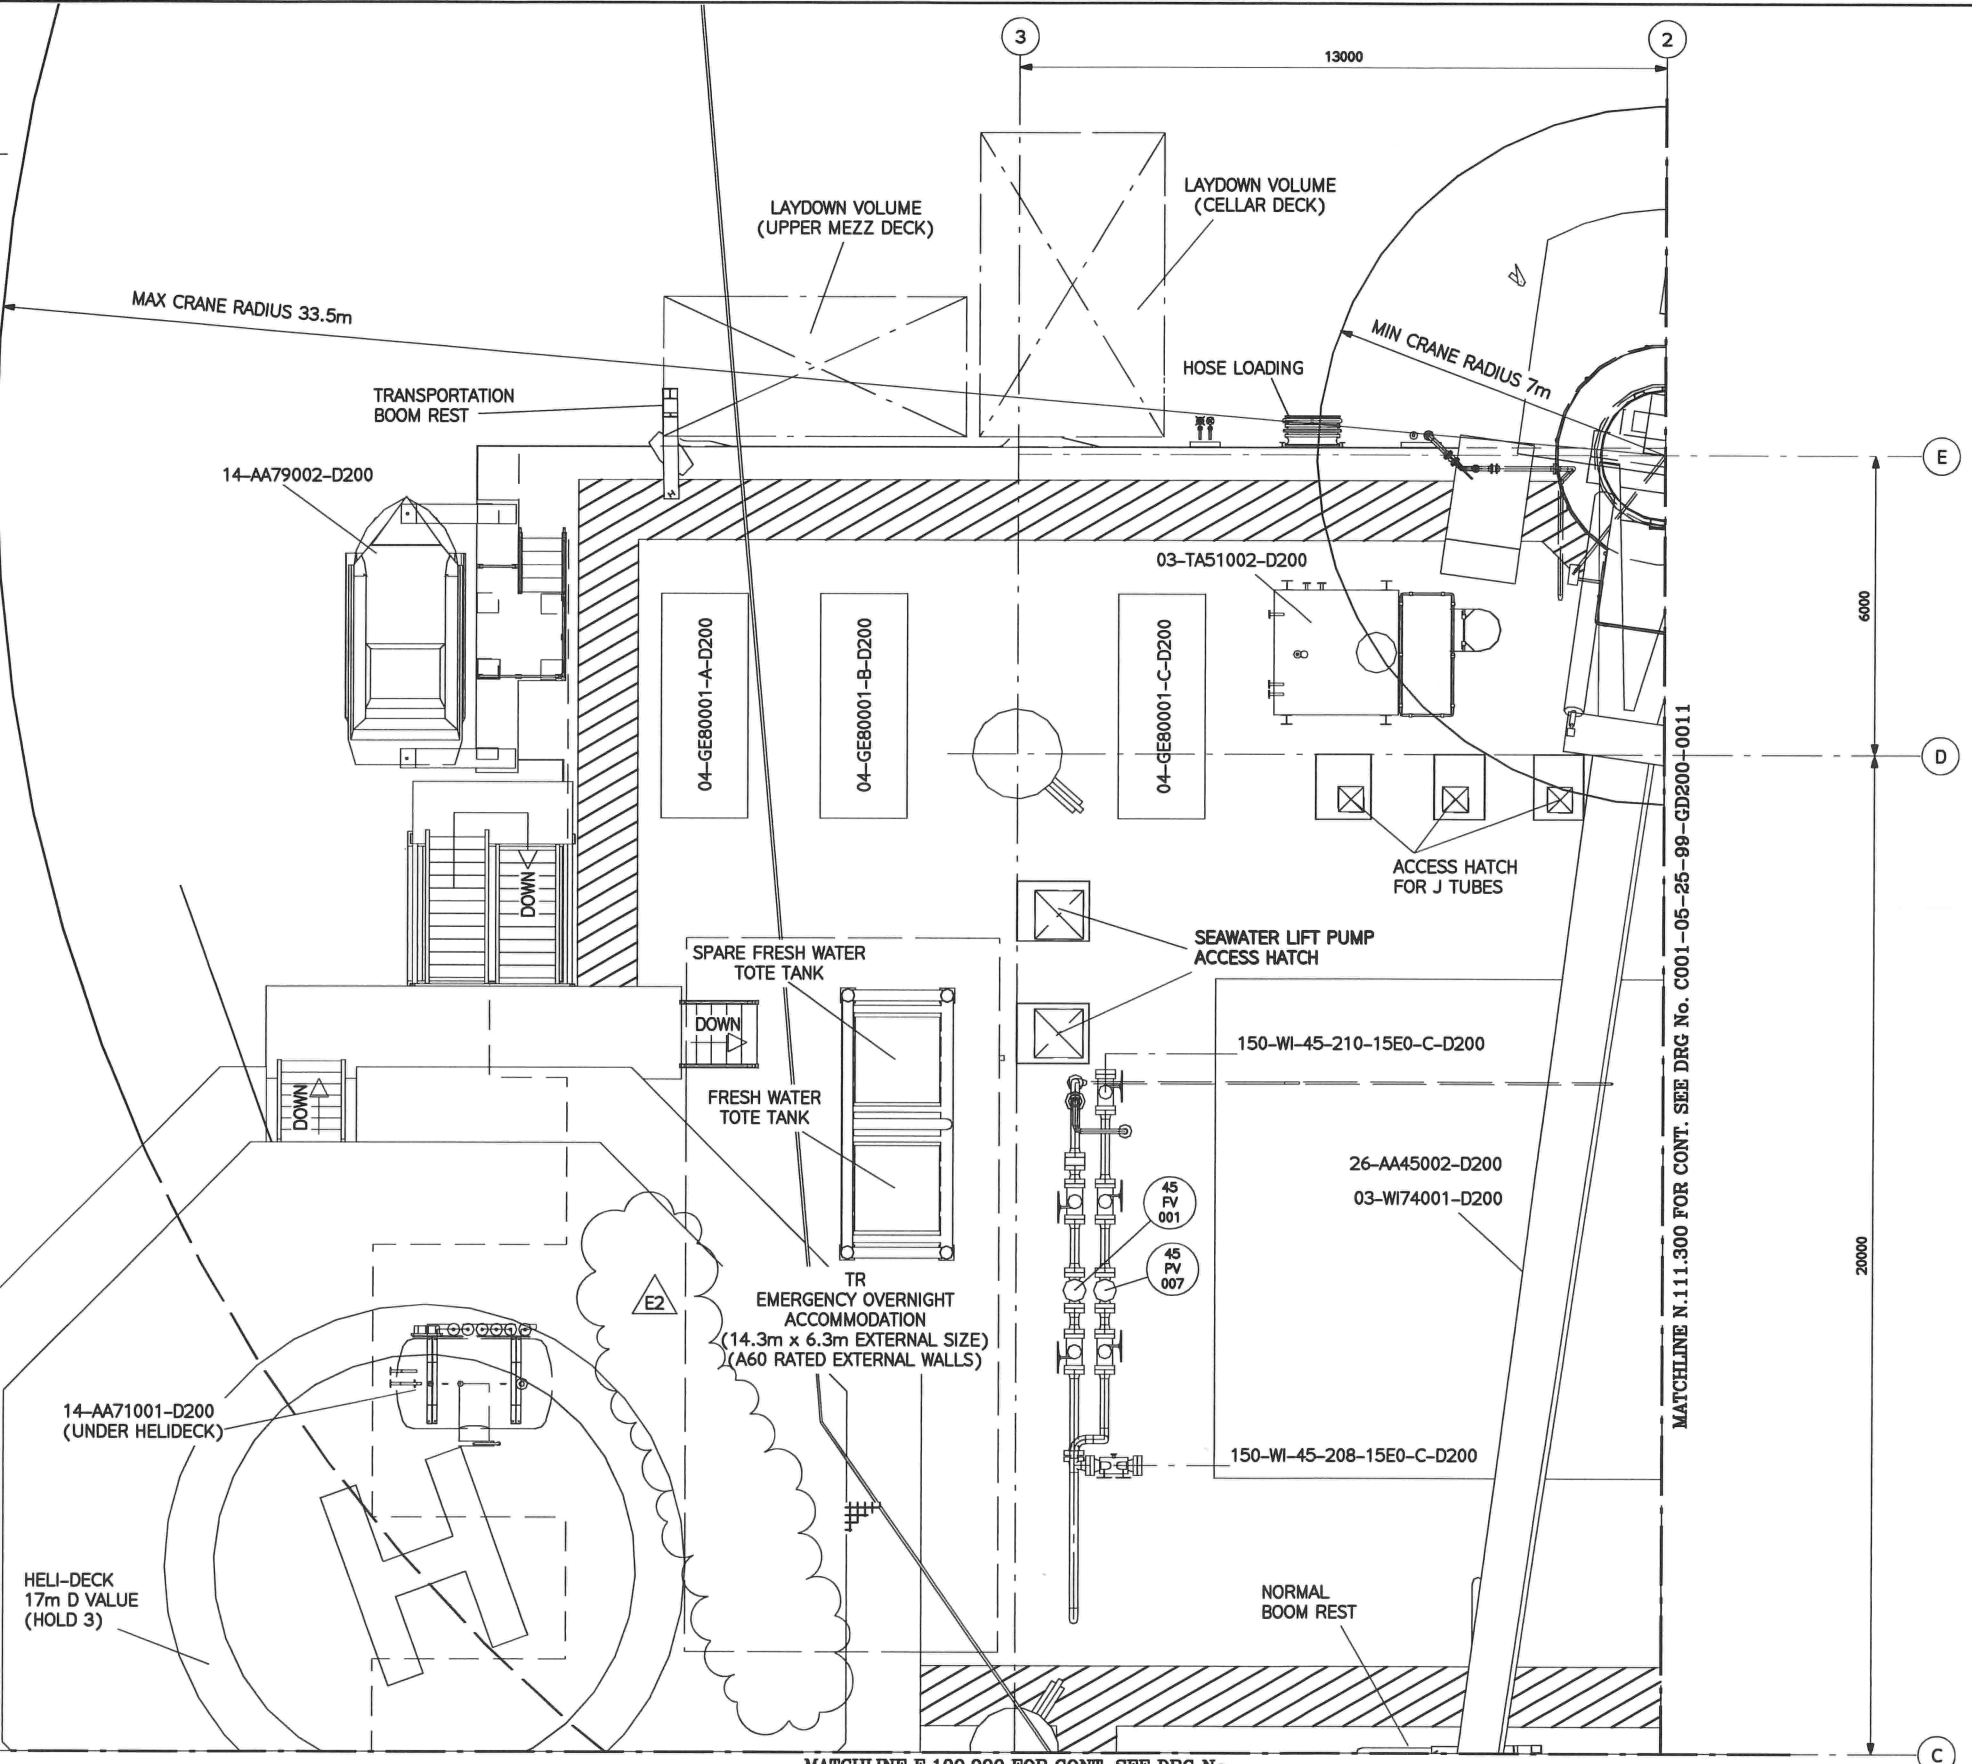 3
2
13000
LAYDOWN VOLUME
(UPPER MEZZ DECK)
LAYDOWN VOLUME
(CELLAR DECK)
MAX CRANE RADIUS 33.5m
MIN CRANE RADIUS 7m
HOSE LOADING
TRANSPORTATION
BOOM REST
E
14-AA79002-D200
03-TA51002-D200
6000
04-GE80001-A-D200
04-GE80001-B-D200
04-GE80001-C-D200
D
ACCESS HATCH
FOR J TUBES
DOWN
SEAWATER LIFT PUMP
ACCESS HATCH
SPARE FRESH WATER
TOTE TANK
DOWN
150-WI-45-210-15E0-C-D200
FRESH WATER
TOTE TANK
DOWN
26-AA45002-D200
03-WI74001-D200
45
FV
001
45
PV
007
MATCHLINE N.111.300 FOR CONT. SEE DRG No. C001-05-25-99-GD200-0011
20000
E2
TR
EMERGENCY OVERNIGHT
ACCOMMODATION
(14.3m x 6.3m EXTERNAL SIZE)
(A60 RATED EXTERNAL WALLS)
14-AA71001-D200
(UNDER HELIDECK)
150-WI-45-208-15E0-C-D200
H
HELI-DECK
17m D VALUE
(HOLD 3)
NORMAL
BOOM REST
C